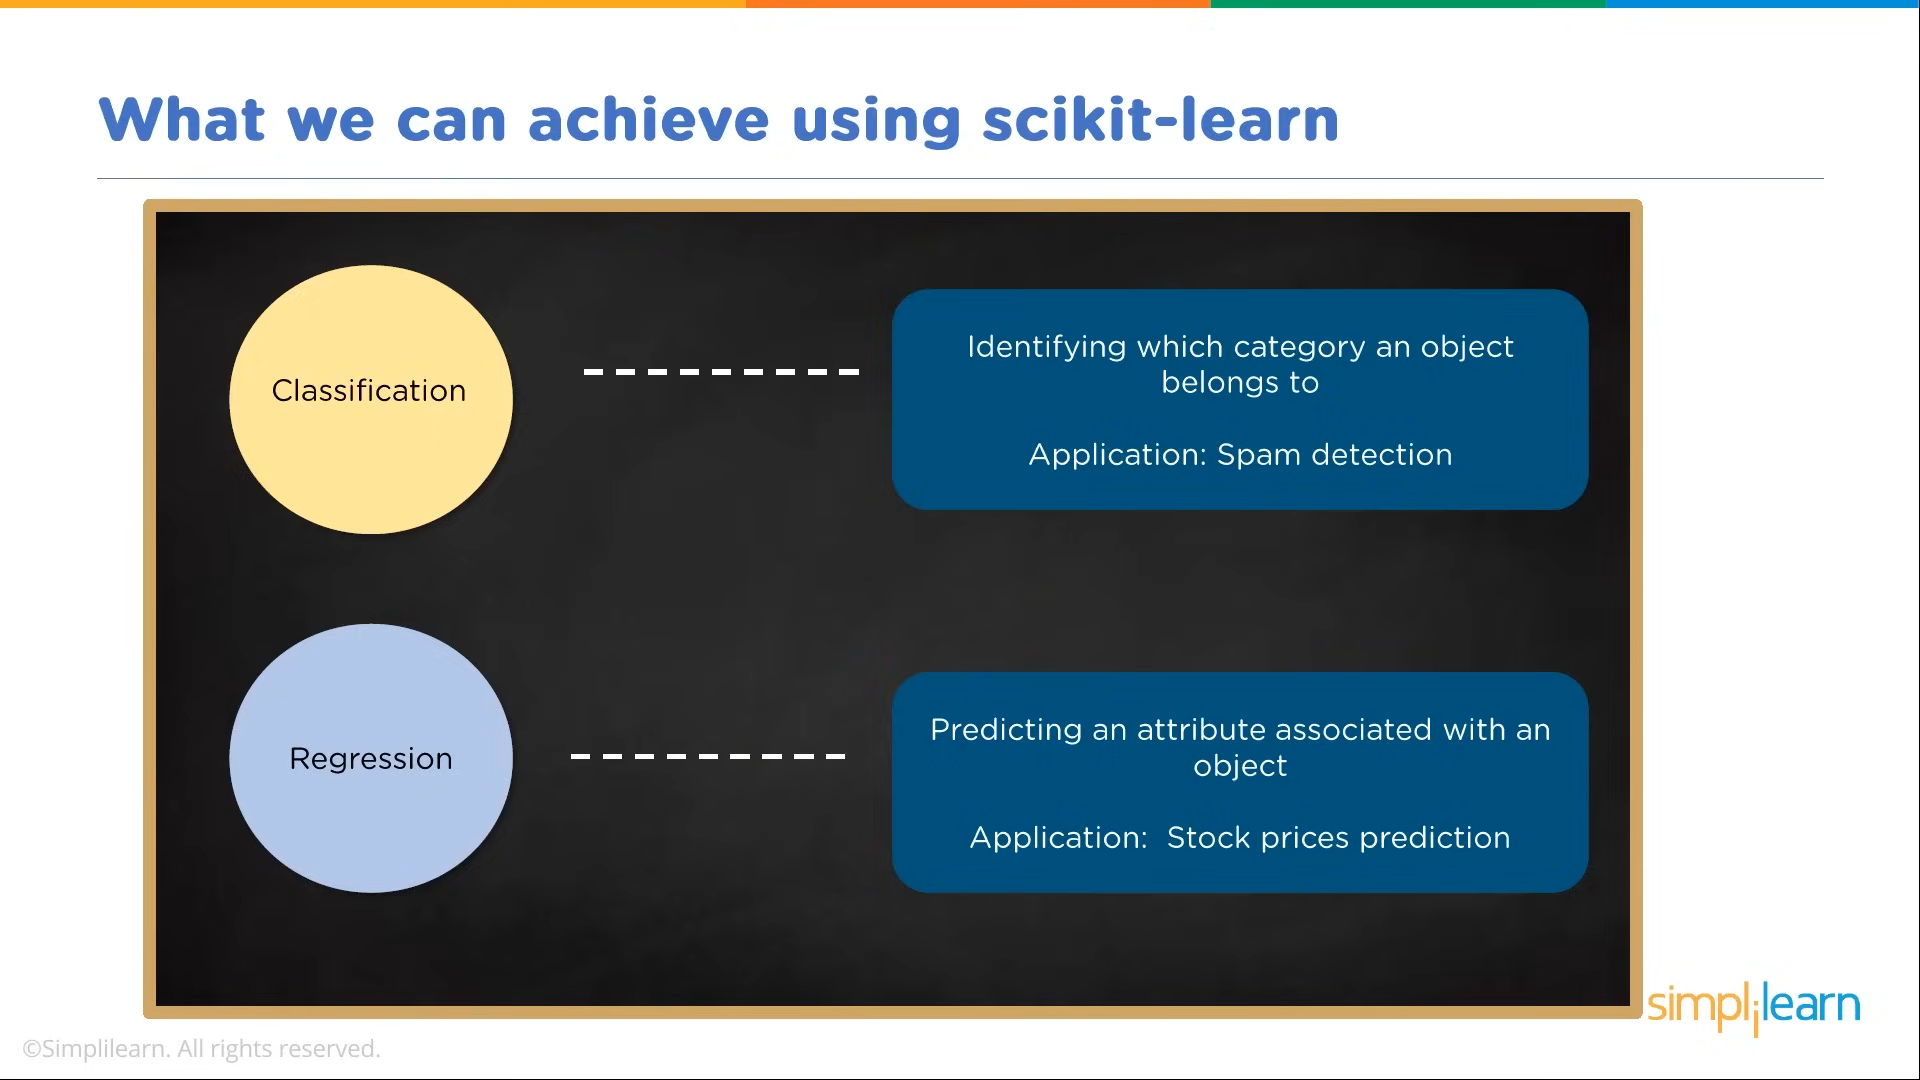 What we can achieve using scikit-learn
Classification
Identifying which category an object
belongs to
Application: Spam detection
Regression
Predicting an attribute associated with an
object
Application:  Stock prices prediction
simplilearn
©Simplilearn. All rights reserved.